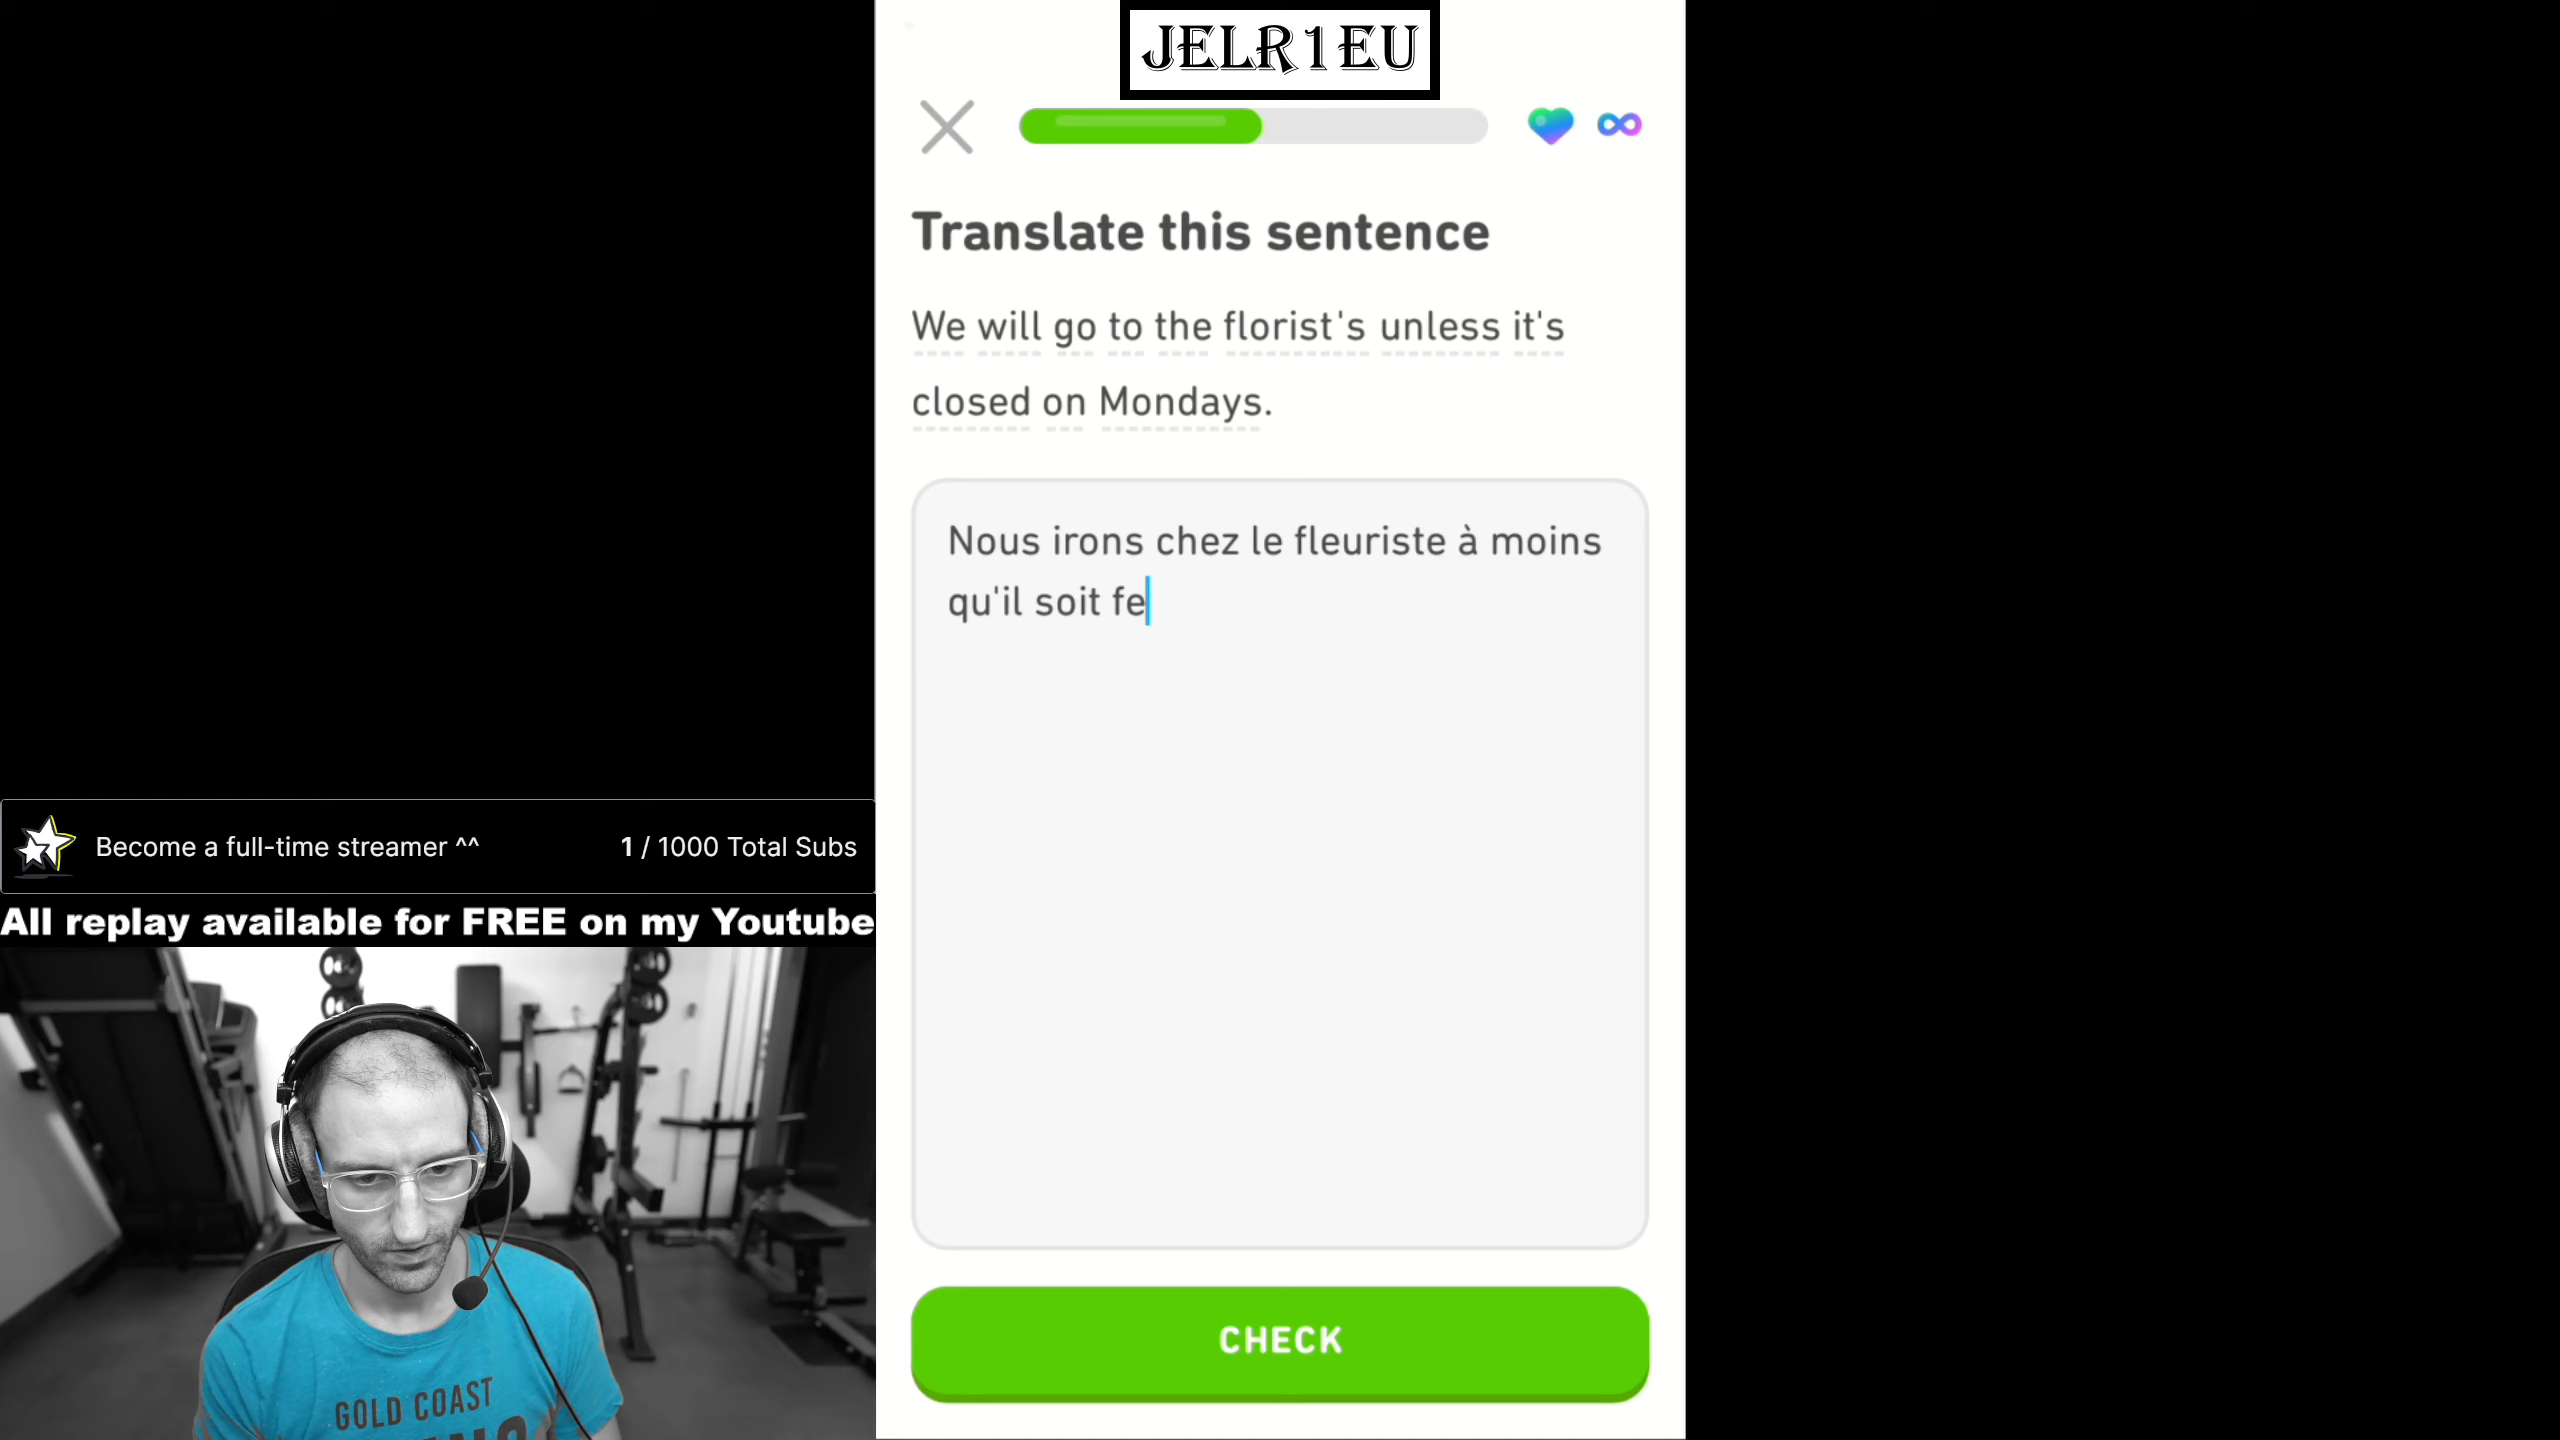 JELR1EU
Translate this sentence
We will go to the florist's unless it's
closed on Mondays.
Nous irons chez le fleuriste à moins
qu'il soit fe
CHECK
Become a full-time streamer ^^ 1 / 1000 Total Subs
All replay available for FREE on my Youtube
GOLD COAST